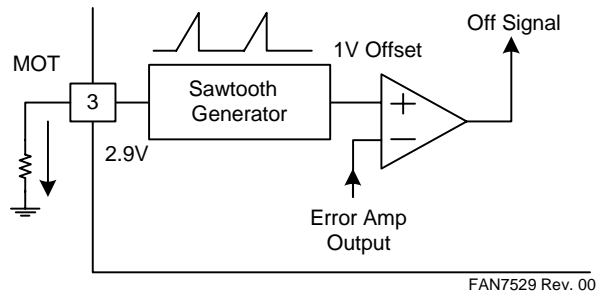 Off Signal
MOT
1V Offset
3
Sawtooth
Generator
+
−
2.9V
Error Amp
Output
FAN7529 Rev. 00